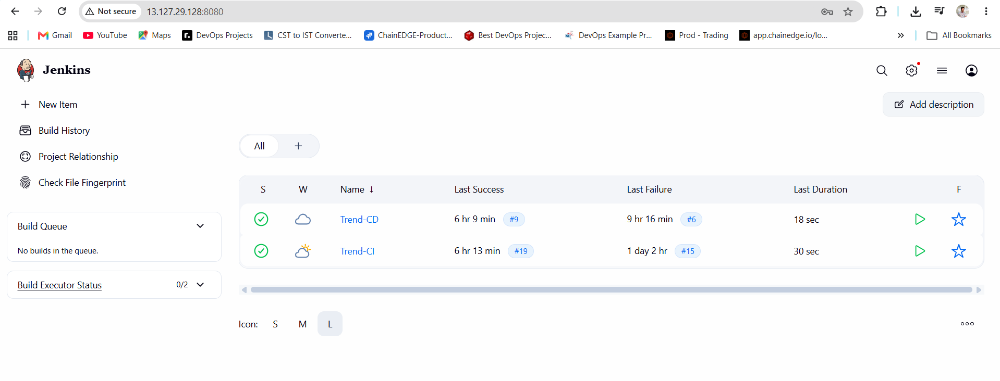 Not secure 13.127.29.128:8080
Gmail YouTube Maps DevOps Projects CST to IST Converte... ChainEDGE-Product... Best DevOps Projec... DevOps Example Pr... Prod - Trading app.chainedge.io/lo... » All Bookmarks
Jenkins
New Item
Add description
Build History
All +
Project Relationship
Check File Fingerprint
S W Name ↓ Last Success Last Failure Last Duration F
Trend-CD 6 hr 9 min #9 9 hr 16 min #6 18 sec
Trend-CI 6 hr 13 min #19 1 day 2 hr #15 30 sec
Build Queue
No builds in the queue.
Build Executor Status 0/2
Icon: S M L